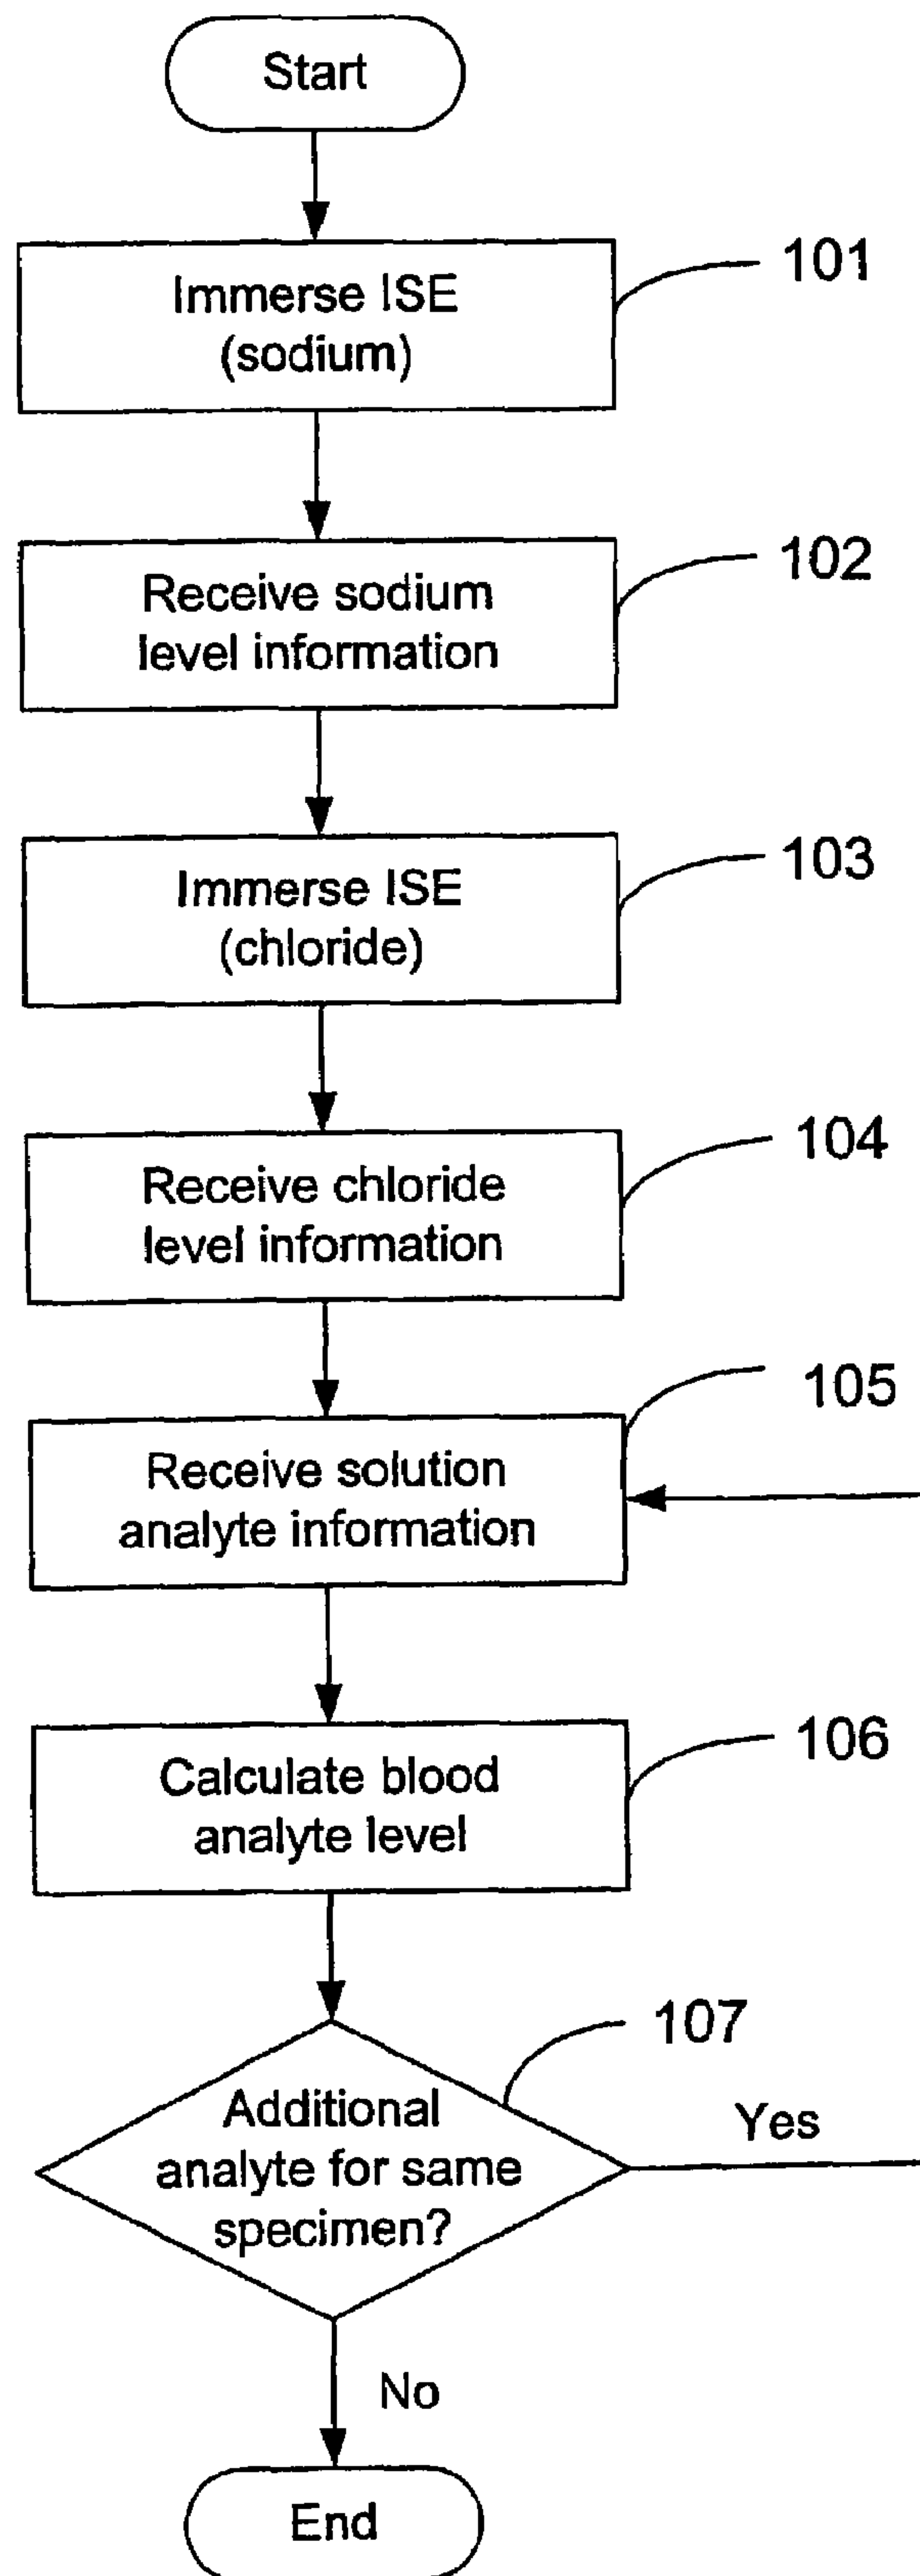 Start
Immerse ISE
(sodium)
101
Receive sodium
level information
102
Immerse ISE
(chloride)
103
Receive chloride
level information
104
Receive solution
analyte information
105
Calculate blood
analyte level
106
Additional
analyte for same
specimen?
107
Yes
No
End